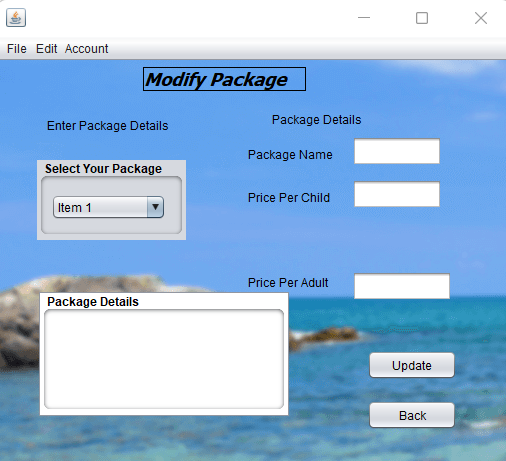 File Edit Account
Modify Package
Enter Package Details
Package Details
Package Name
Select Your Package
Price Per Child
Item 1
Price Per Adult
Package Details
Update
Back